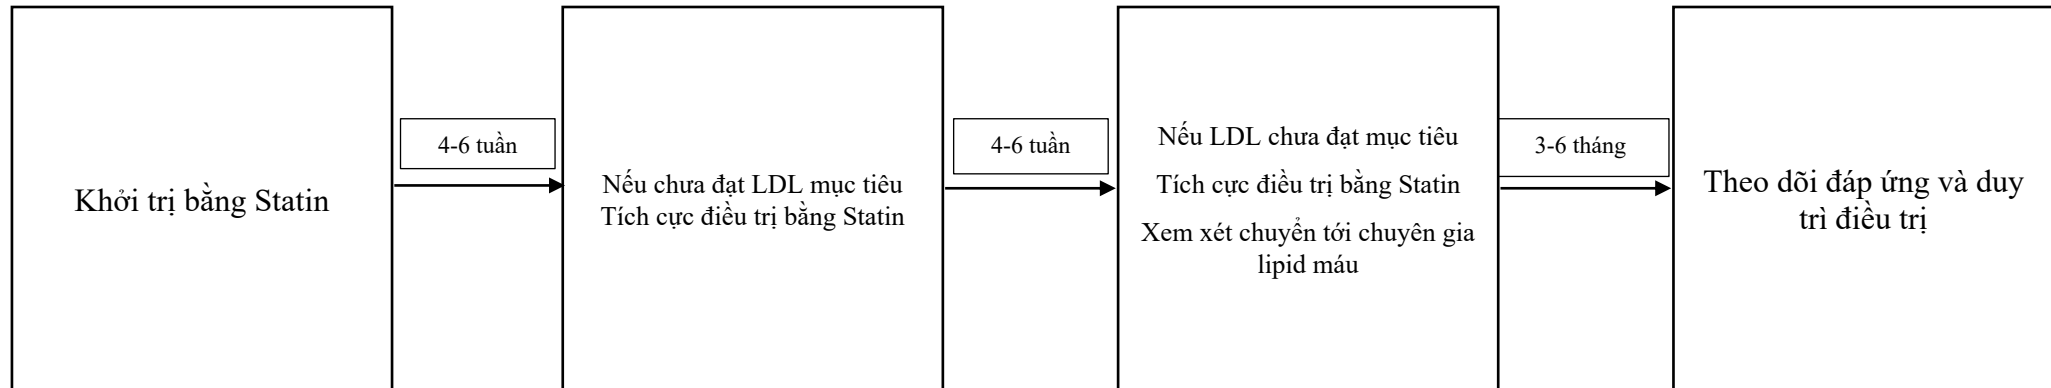 Khởi trị bằng Statin
4-6 tuần
Nếu chưa đạt LDL mục tiêu
Tích cực điều trị bằng Statin
4-6 tuần
Nếu LDL chưa đạt mục tiêu
Tích cực điều trị bằng Statin
Xem xét chuyển tới chuyên gia
lipid máu
3-6 tháng
Theo dõi đáp ứng và duy
trì điều trị